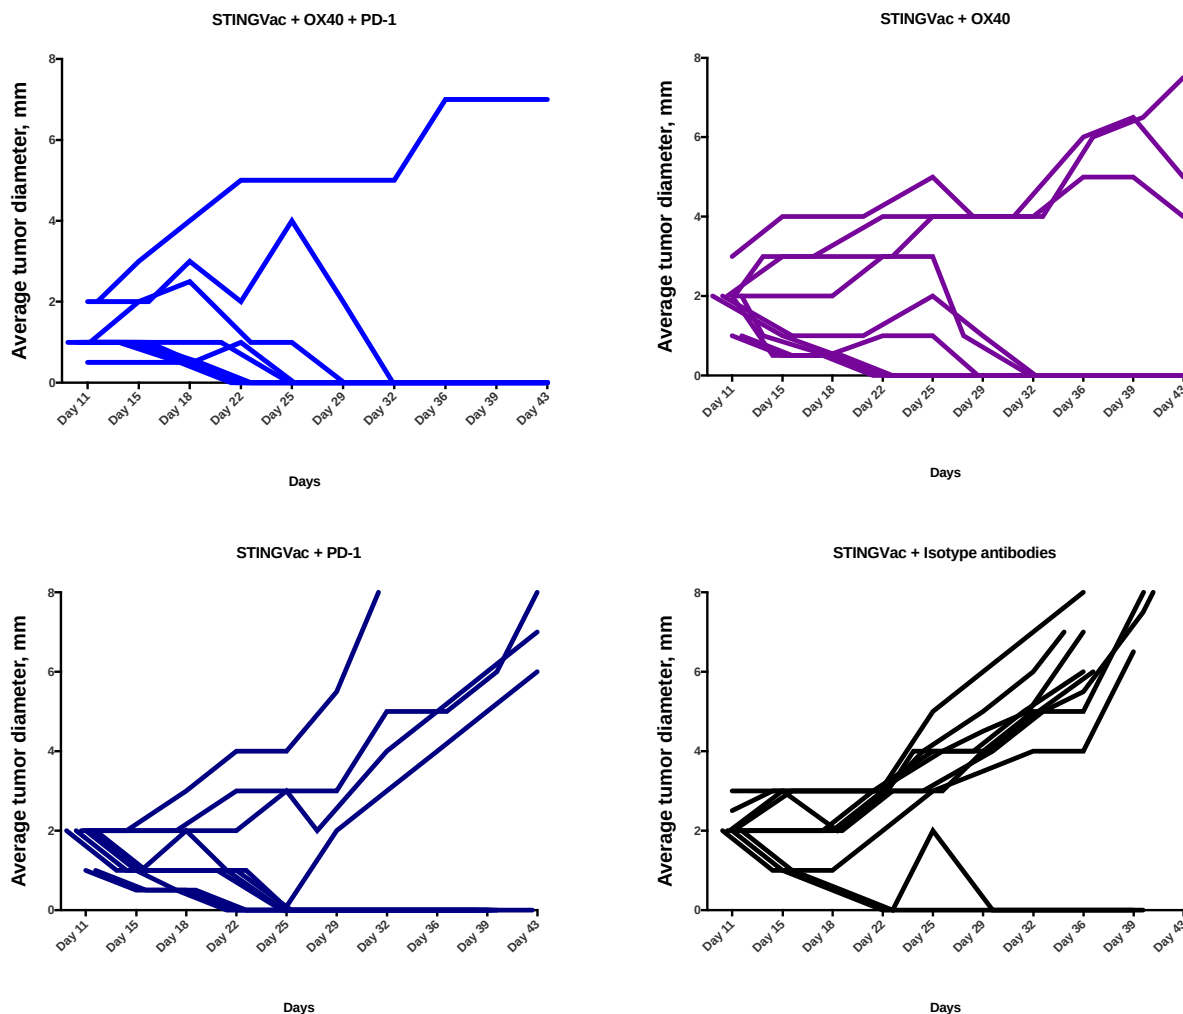 STINGVac + OX40 + PD-1
Average tumor diameter, mm
8
6
4
2
0
Day 11
Day 15
Day 18
Day 22
Day 25
Day 29
Day 32
Day 36
Day 39
Day 43
Days
STINGVac + OX40
Average tumor diameter, mm
8
6
4
2
0
Day 11
Day 15
Day 18
Day 22
Day 25
Day 29
Day 32
Day 36
Day 39
Day 43
Days
STINGVac + PD-1
Average tumor diameter, mm
8
6
4
2
0
Day 11
Day 15
Day 18
Day 22
Day 25
Day 29
Day 32
Day 36
Day 39
Day 43
Days
STINGVac + Isotype antibodies
Average tumor diameter, mm
8
6
4
2
0
Day 11
Day 15
Day 18
Day 22
Day 25
Day 29
Day 32
Day 36
Day 39
Day 43
Days